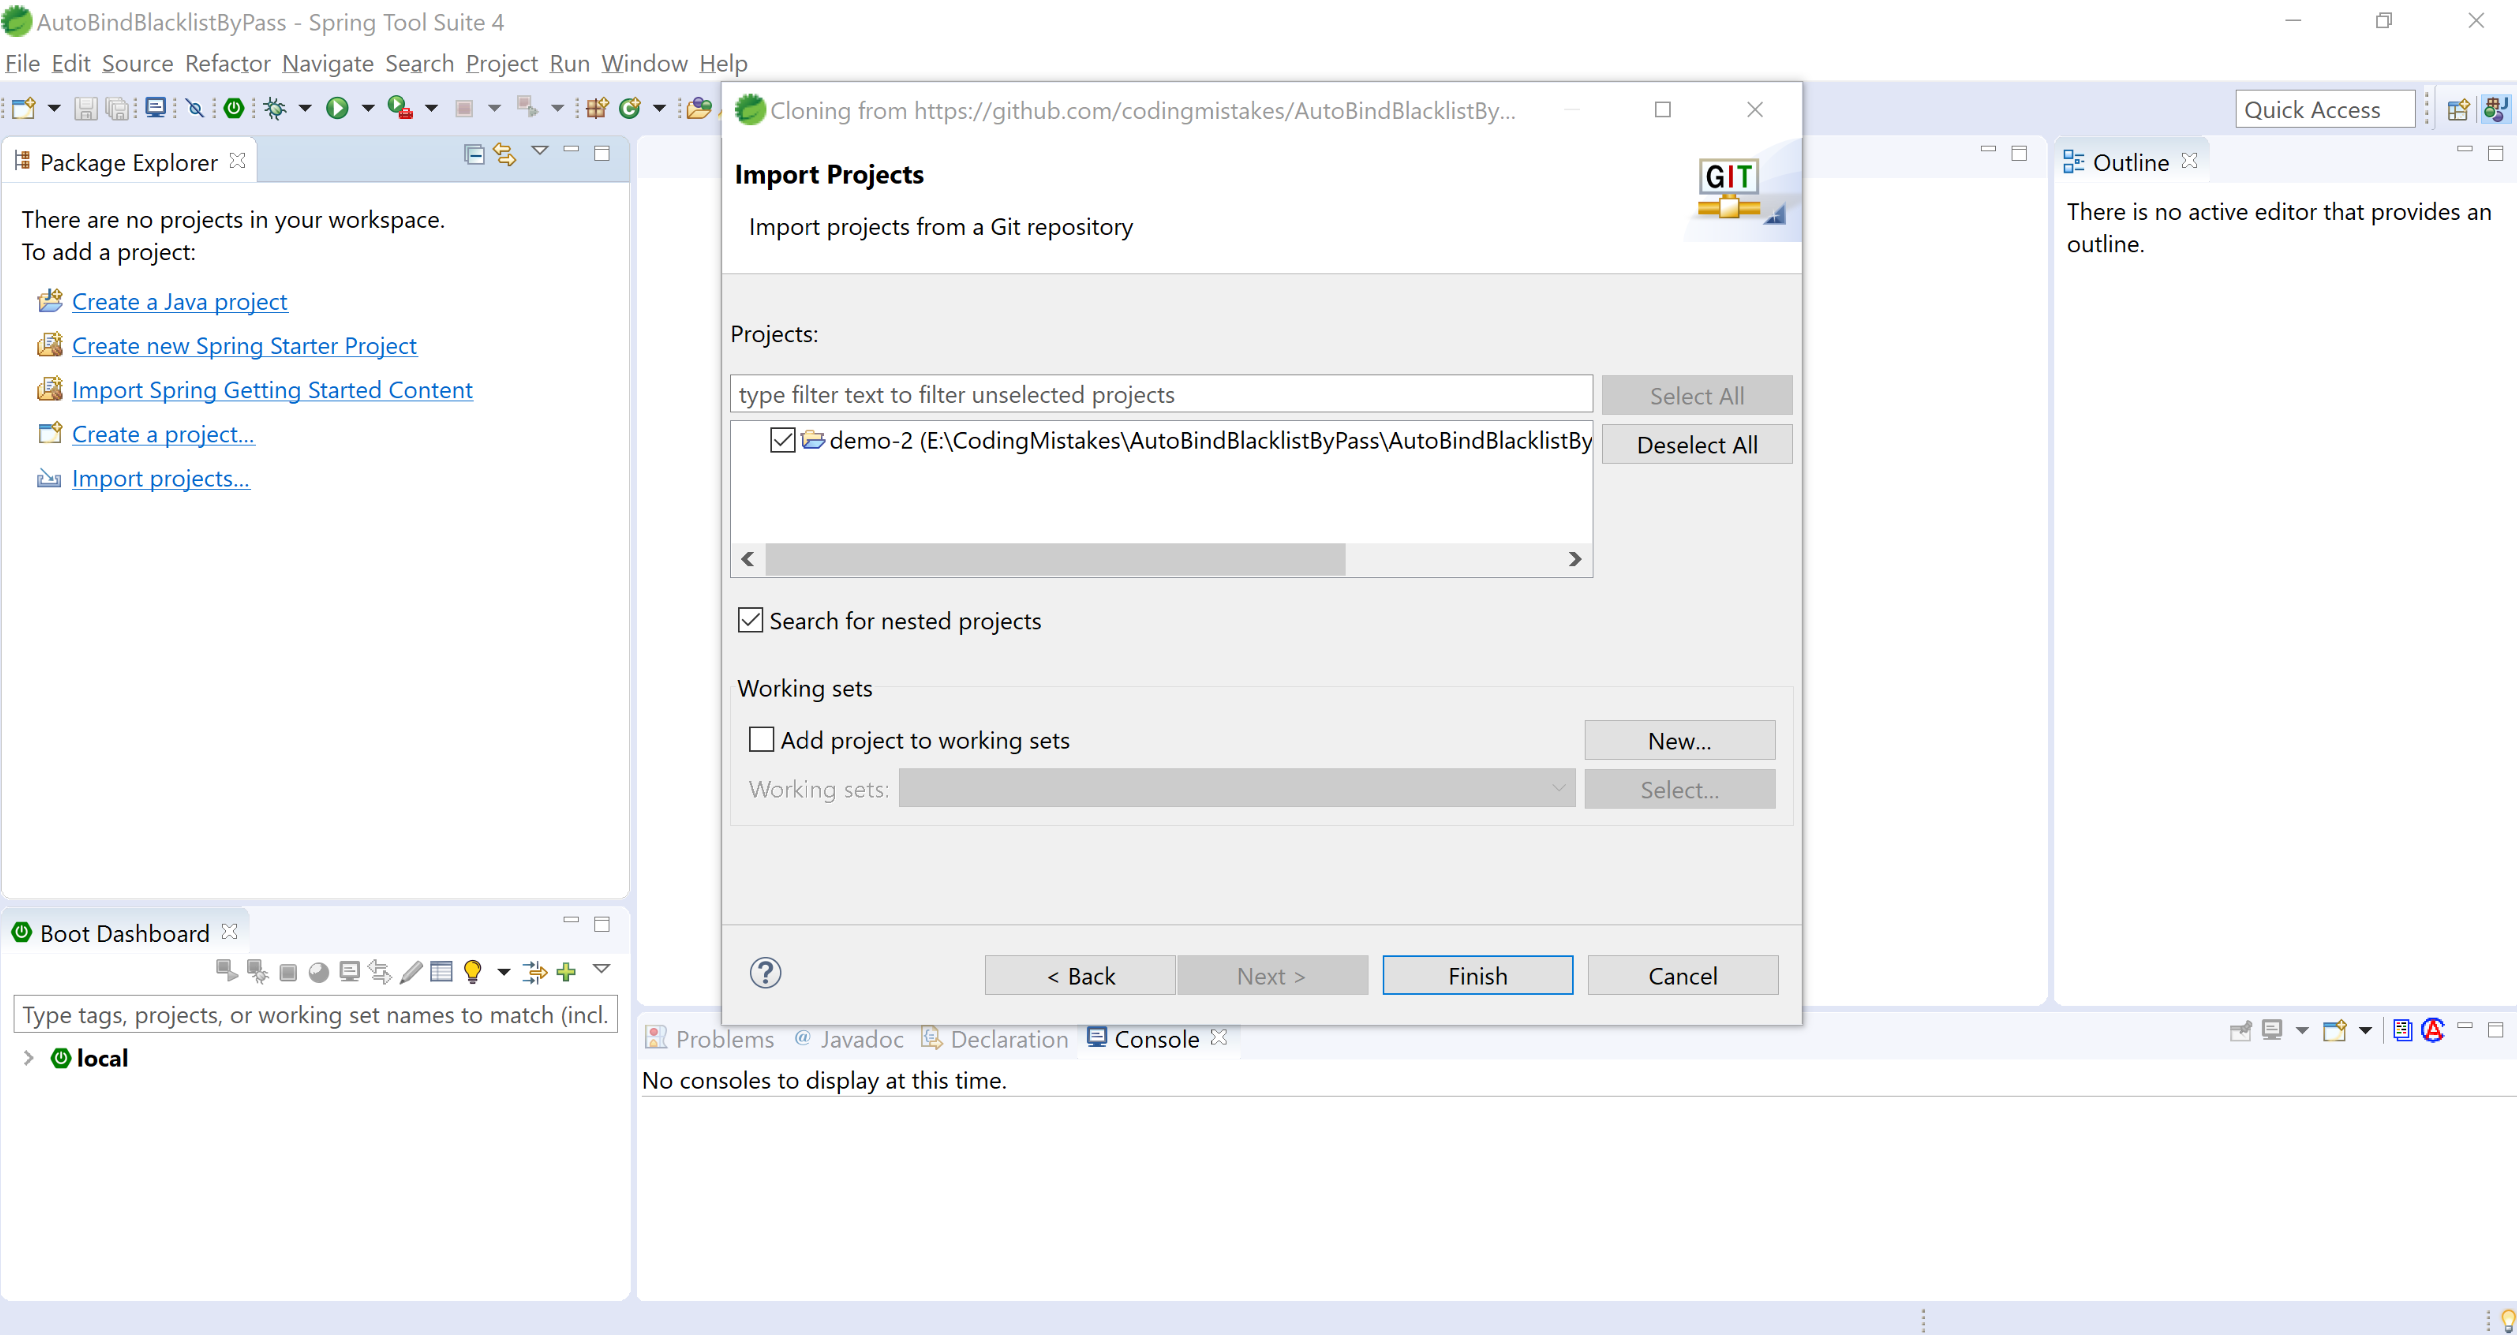 AutoBindBlacklistByPass - Spring Tool Suite 4
File Edit Source Refactor Navigate Search Project Run Window Help
Quick Access
Package Explorer
There are no projects in your workspace.
To add a project:
Create a Java project
Create new Spring Starter Project
Import Spring Getting Started Content
Create a project...
Import projects...
Cloning from https://github.com/codingmistakes/AutoBindBlacklistBy...
Import Projects
Import projects from a Git repository
GIT
Projects:
type filter text to filter unselected projects
Select All
demo-2 (E:\CodingMistakes\AutoBindBlacklistByPass\AutoBindBlacklistBy
Deselect All
Search for nested projects
Working sets
Add project to working sets
New...
Working sets:
Select...
< Back
Next >
Finish
Cancel
Outline
There is no active editor that provides an
outline.
Boot Dashboard
Type tags, projects, or working set names to match (incl.
local
Problems
@ Javadoc
Declaration
Console
No consoles to display at this time.